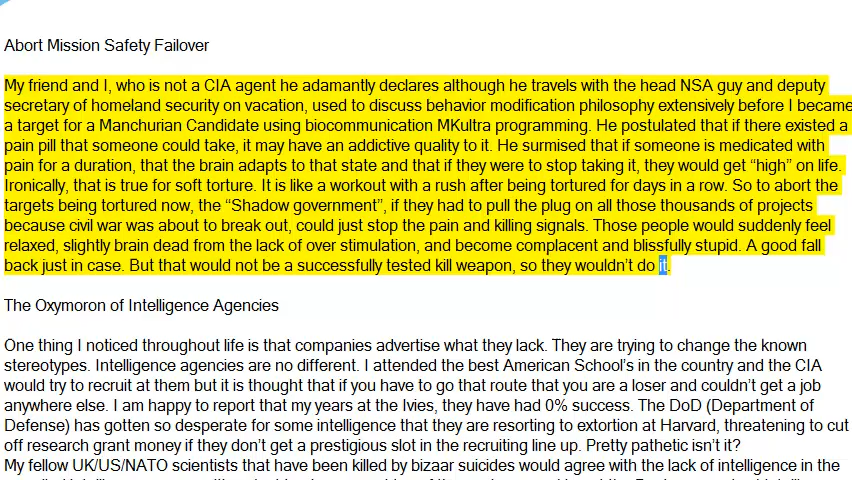 Abort Mission Safety Failover
My friend and I, who is not a CIA agent he adamantly declares although he travels with the head NSA guy and deputy
secretary of homeland security on vacation, used to discuss behavior modification philosophy extensively before I became
a target for a Manchurian Candidate using biocommunication MKultra programming. He postulated that if there existed a
pain pill that someone could take, it may have an addictive quality to it. He surmised that if someone is medicated with
pain for a duration, that the brain adapts to that state and that if they were to stop taking it, they would get “high” on life.
Ironically, that is true for soft torture. It is like a workout with a rush after being tortured for days in a row. So to abort the
targets being tortured now, the “Shadow government”, if they had to pull the plug on all those thousands of projects
because civil war was about to break out, could just stop the pain and killing signals. Those people would suddenly feel
relaxed, slightly brain dead from the lack of over stimulation, and become complacent and blissfully stupid. A good fall
back just in case. But that would not be a successfully tested kill weapon, so they wouldn’t do it.
The Oxymoron of Intelligence Agencies
One thing I noticed throughout life is that companies advertise what they lack. They are trying to change the known
stereotypes. Intelligence agencies are no different. I attended the best American School’s in the country and the CIA
would try to recruit at them but it is thought that if you have to go that route that you are a loser and couldn’t get a job
anywhere else. I am happy to report that my years at the Ivies, they have had 0% success. The DoD (Department of
Defense) has gotten so desperate for some intelligence that they are resorting to extortion at Harvard, threatening to cut
off research grant money if they don’t get a prestigious slot in the recruiting line up. Pretty pathetic isn’t it?
My fellow UK/US/NATO scientists that have been killed by bizaar suicides would agree with the lack of intelligence in the